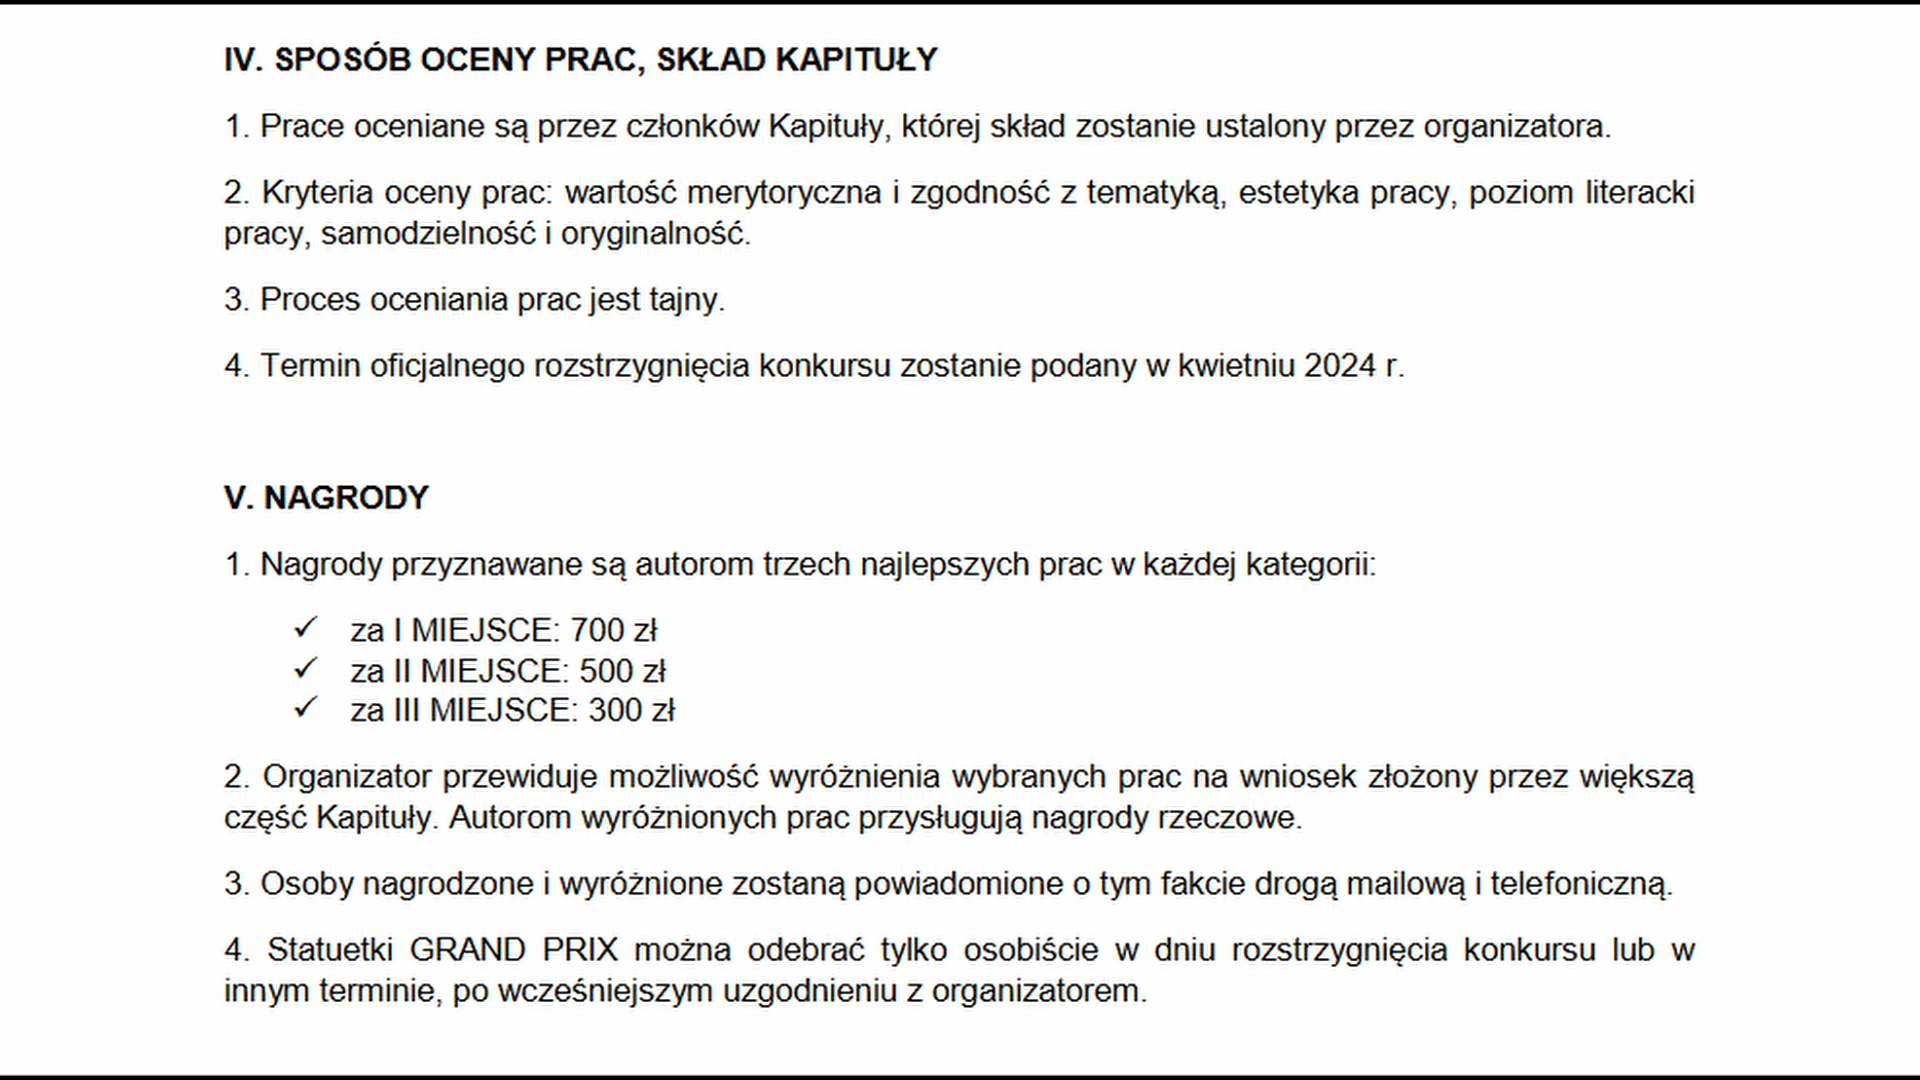 IV. SPOSÓB OCENY PRAC, SKŁAD KAPITUŁY
1. Prace oceniane są przez członków Kapituły, której skład zostanie ustalony przez organizatora.
2. Kryteria oceny prac: wartość merytoryczna i zgodność z tematyką, estetyka pracy, poziom literacki
pracy, samodzielność i oryginalność.
3. Proces oceniania prac jest tajny.
4. Termin oficjalnego rozstrzygnięcia konkursu zostanie podany w kwietniu 2024 r.
V. NAGRODY
1. Nagrody przyznawane są autorom trzech najlepszych prac w każdej kategorii:
✓ za I MIEJSCE: 700 zł
✓ za II MIEJSCE: 500 zł
✓ za III MIEJSCE: 300 zł
2. Organizator przewiduje możliwość wyróżnienia wybranych prac na wniosek złożony przez większą
część Kapituły. Autorom wyróżnionych prac przysługują nagrody rzeczowe.
3. Osoby nagrodzone i wyróżnione zostaną powiadomione o tym fakcie drogą mailową i telefoniczną.
4. Statuetki GRAND PRIX można odebrać tylko osobiście w dniu rozstrzygnięcia konkursu lub w
innym terminie, po wcześniejszym uzgodnieniu z organizatorem.